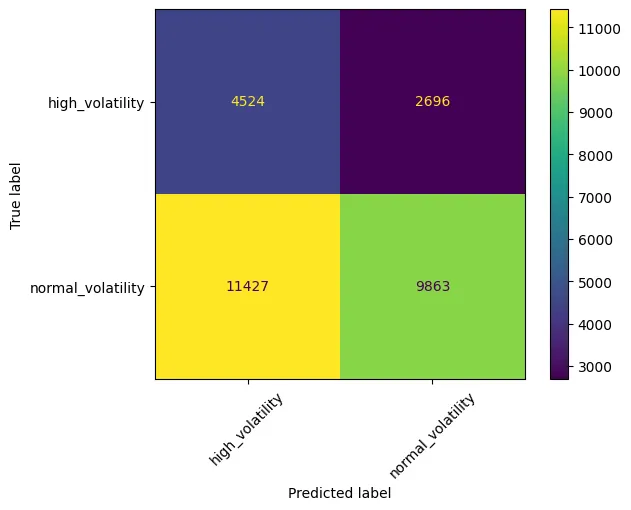 high_volatility
normal_volatility
True label
4524
2696
11427
9863
high_volatility
normal_volatility
Predicted label
11000
10000
9000
8000
7000
6000
5000
4000
3000